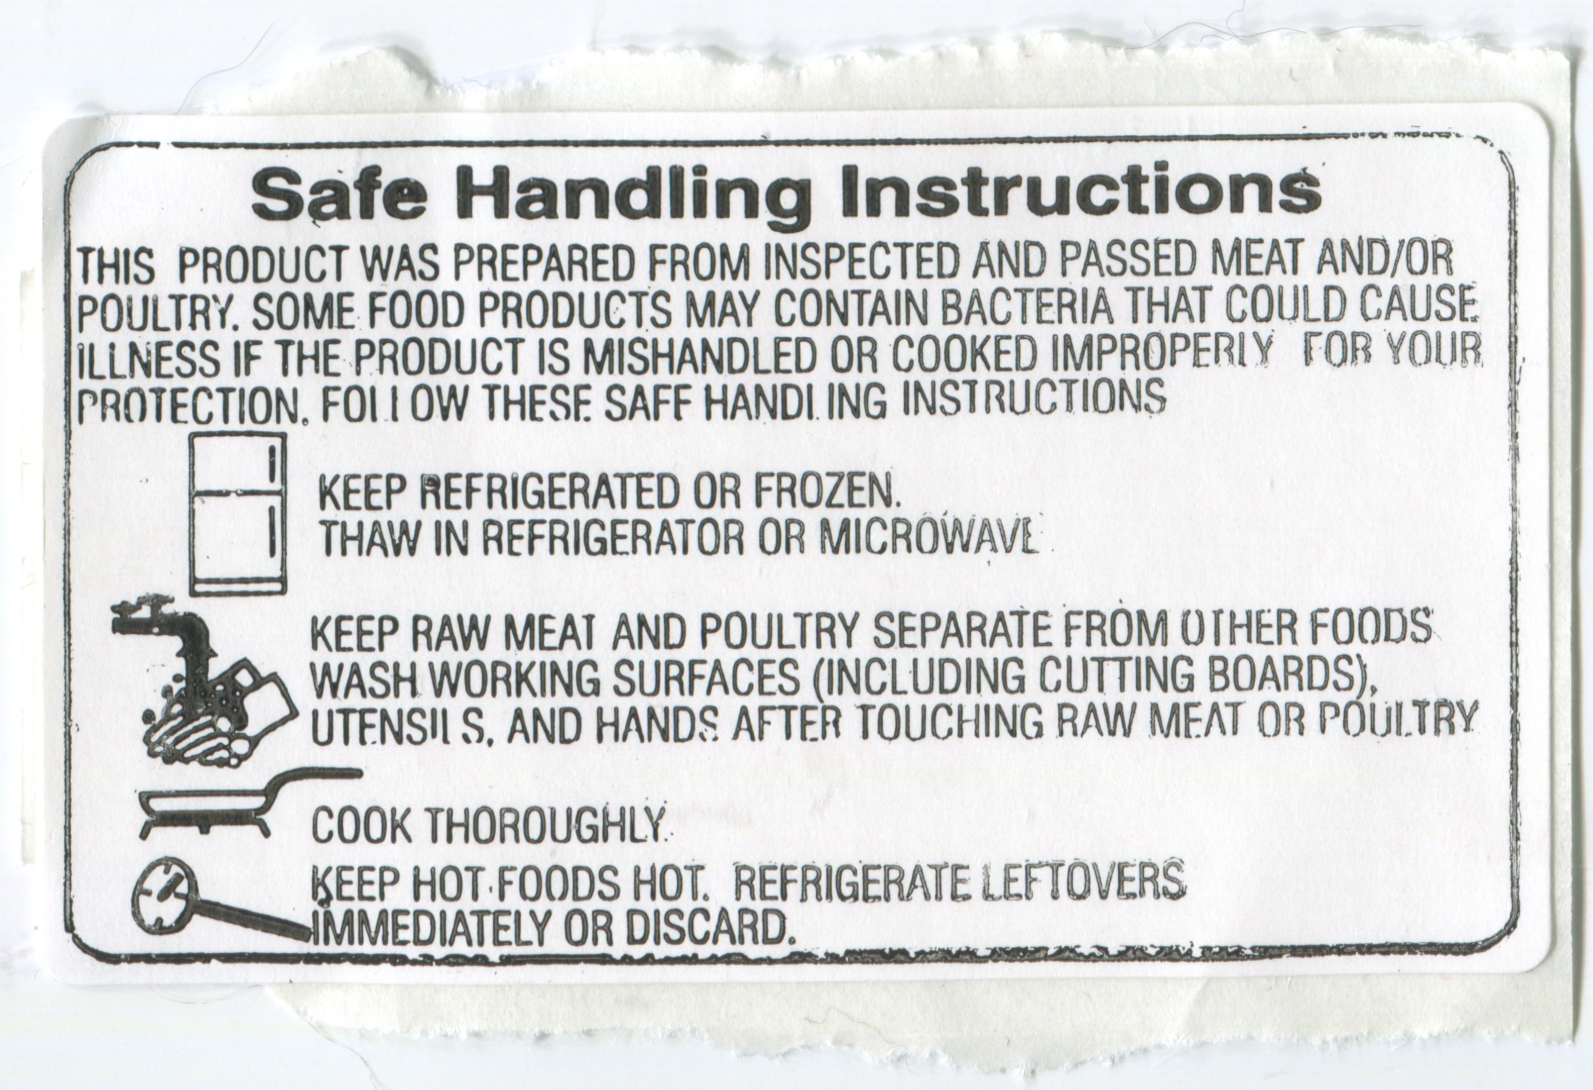 Safe Handling Instructions
THIS PRODUCT WAS PREPARED FROM INSPECTED AND PASSED MEAT AND/OR
POULTRY. SOME FOOD PRODUCTS MAY CONTAIN BACTERIA THAT COULD CAUSE
ILLNESS IF THE PRODUCT IS MISHANDLED OR COOKED IMPROPERLY FOR YOUR
PROTECTION, FOLLOW THESE SAFE HANDLING INSTRUCTIONS
KEEP REFRIGERATED OR FROZEN.
THAW IN REFRIGERATOR OR MICROWAVE
KEEP RAW MEAT AND POULTRY SEPARATE FROM OTHER FOODS
WASH WORKING SURFACES (INCLUDING CUTTING BOARDS),
UTENSILS, AND HANDS AFTER TOUCHING RAW MEAT OR POULTRY
COOK THOROUGHLY.
KEEP HOT FOODS HOT. REFRIGERATE LEFTOVERS
IMMEDIATELY OR DISCARD.